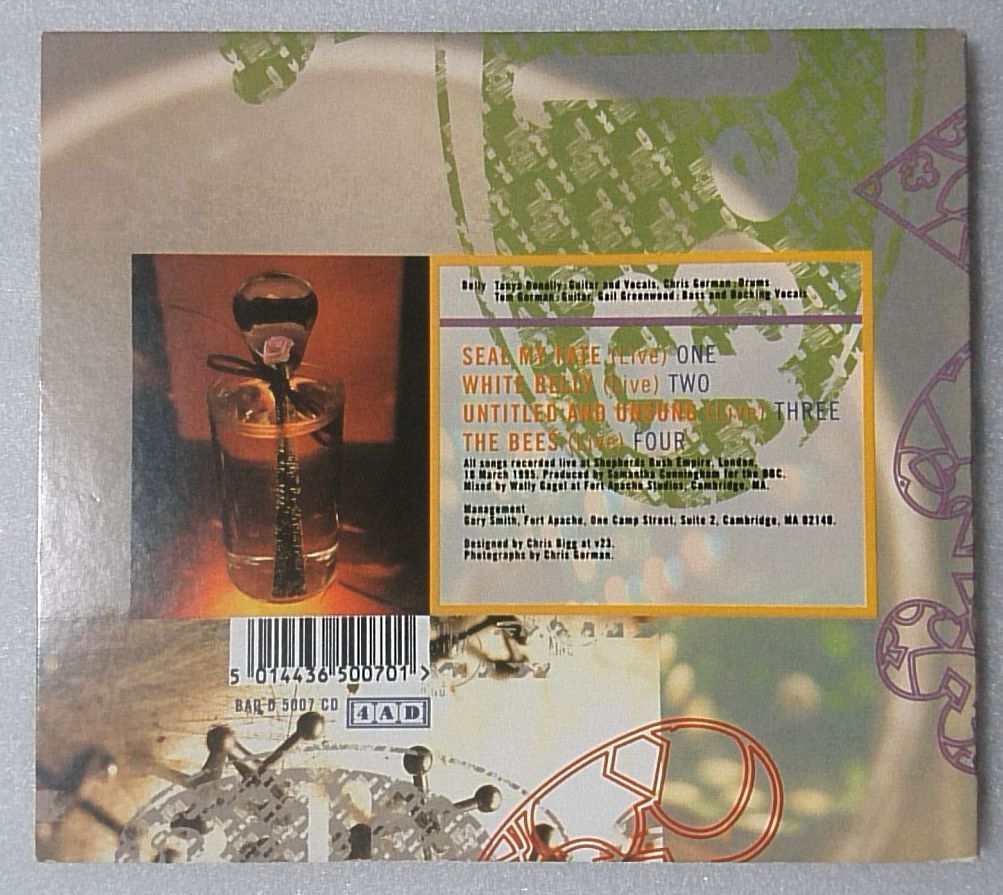 Belly Tanya Donelly: Guitar and Vocals, Chris Gorman: Drums
Tom Gorman: Guitar, Gail Greenwood: Bass and Backing Vocals
SEAL MY FATE (Live) ONE
WHITE BELLY (Live) TWO
UNTITLED AND UNSUNG (Live) THREE
THE BEES (Live) FOUR
All songs recorded live at Shepherds Bush Empire, London,
18 March 1995. Produced by Samantha Cunningham for the BBC.
Mixed by Wally Gagel at Fort Apache Studio, Cambridge, MA.
Management
Gary Smith, Fort Apache, One Camp Street, Suite 2, Cambridge, MA 02140.
Designed by Chris Bigg at v23.
Photographs by Chris Gorman.
5 014436 500701 >
BAD D 5007 CD
4AD